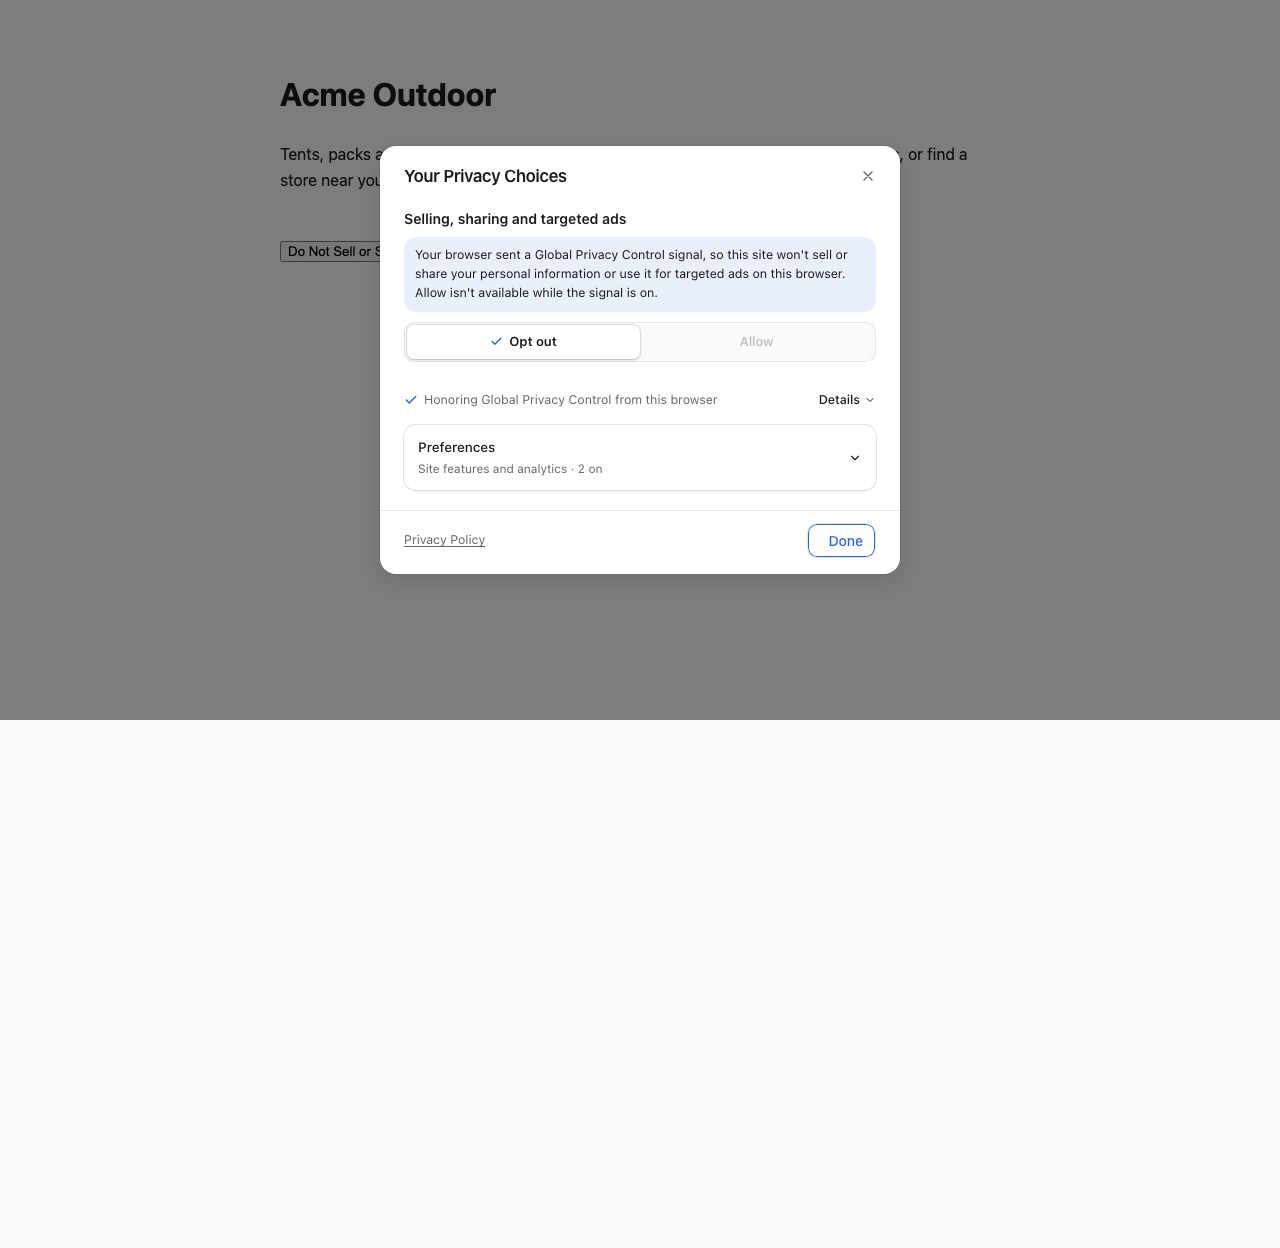 Acme Outdoor
Tents, packs
, or find a
store near you
Do Not Sell or S
Your Privacy Choices
Selling, sharing and targeted ads
Your browser sent a Global Privacy Control signal, so this site won't sell or
share your personal information or use it for targeted ads on this browser.
Allow isn't available while the signal is on.
Opt out
Allow
Honoring Global Privacy Control from this browser
Details
Preferences
Site features and analytics · 2 on
Privacy Policy
Done